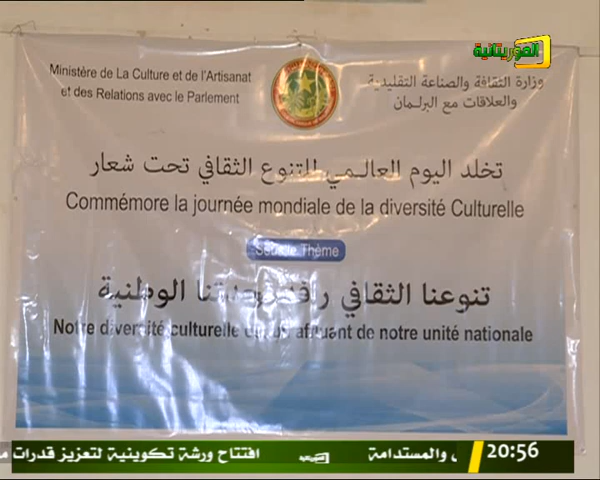 الموريتانية
Ministère de La Culture et de l'Artisanat
et des Relations avec le Parlement
وزارة الثقافة والصناعة التقليدية
والعلاقات مع البرلمان
تخلد اليوم العالمي للتنوع الثقافي تحت شعار
Commémore la journée mondiale de la diversité Culturelle
Thème
تنوعنا الثقافي الوطنية
Notre diversité culturelle affluant de notre unité nationale
والمستدامة افتتاح ورشة تكوينية لتعزيز قدرات
20:56